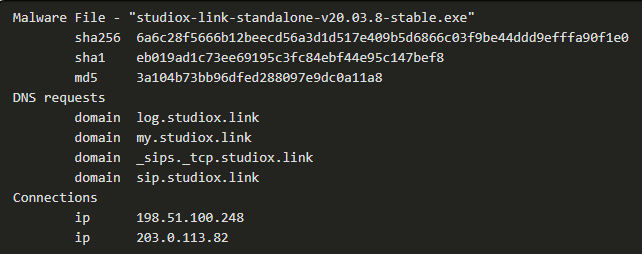 Malware File - "studiox-link-standalone-v20.03.8-stable.exe"
sha256 6a6c28f5666b12beecd56a3d1d517e409b5d6866c03f9be44ddd9efffa90f1e0
sha1 eb019ad1c73ee69195c3fc84ebf44e95c147bef8
md5 3a104b73bb96dfed288097e9dc0a11a8
DNS requests
domain log.studiox.link
domain my.studiox.link
domain _sips._tcp.studiox.link
domain sip.studiox.link
Connections
ip 198.51.100.248
ip 203.0.113.82